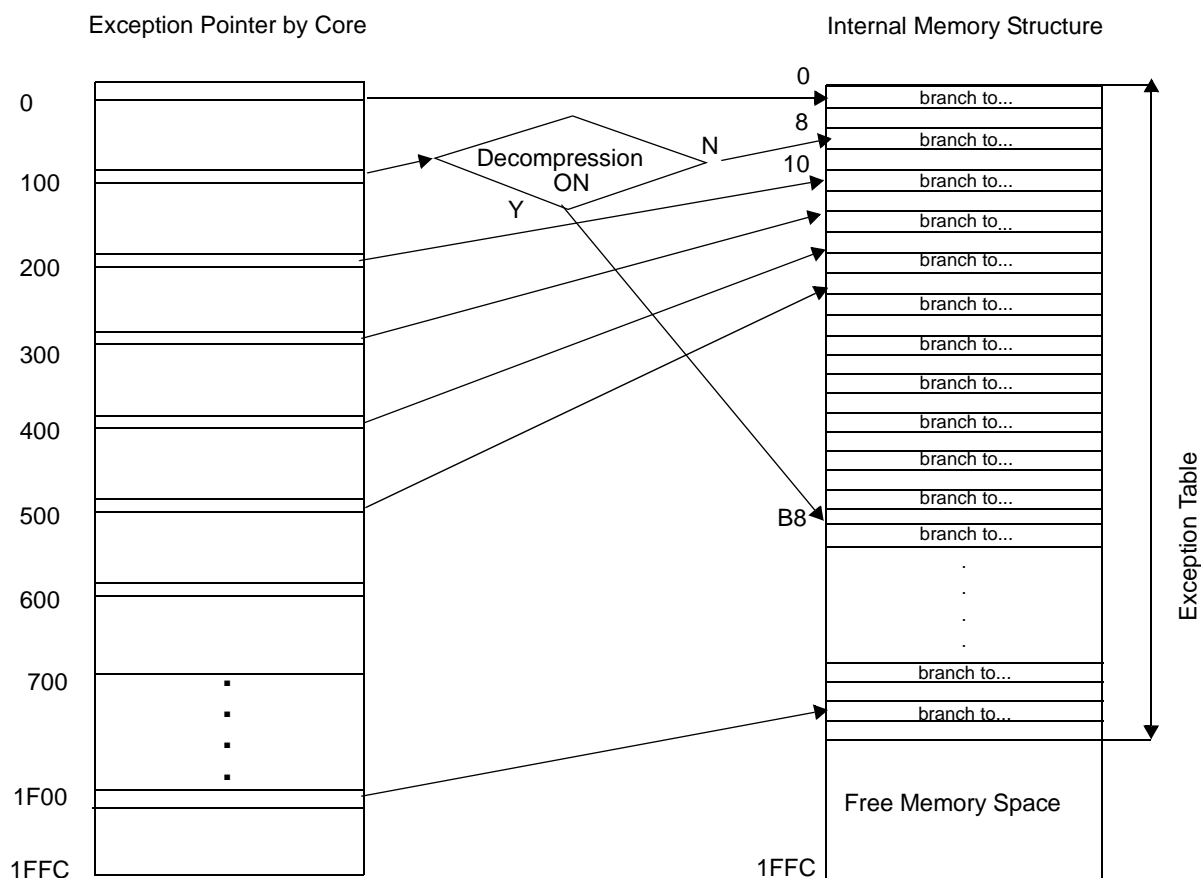 Exception Pointer by Core
Internal Memory Structure
0
100
200
300
400
500
600
700
1F00
1FFC
Decompression
ON
N
Y
0
8
10
B8
1FFC
branch to...
branch to...
branch to...
branch to...
branch to...
branch to...
branch to...
branch to...
branch to...
branch to...
branch to...
branch to...
branch to...
branch to...
Free Memory Space
Exception Table